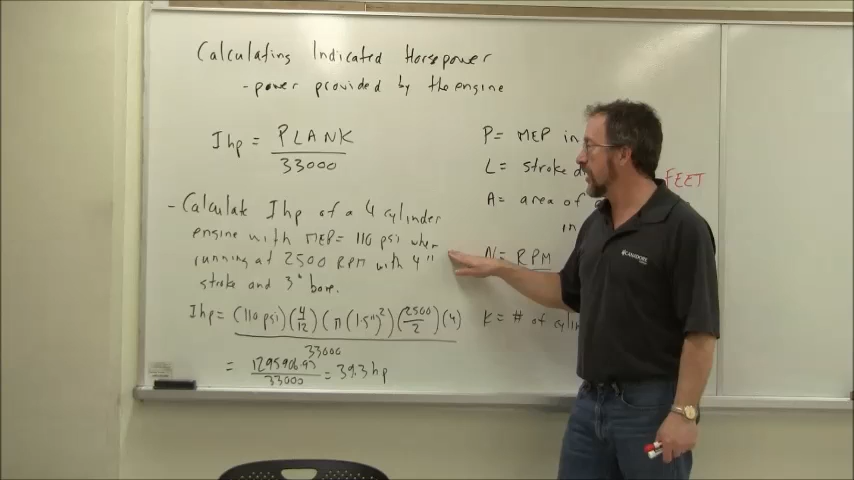 Calculating Indicated Horsepower
- power provided by the engine
Ihp = PLANK
33000
P = MEP in
L = stroke
FEET
A = area of
in
N = RPM
K = # of
- Calculate Ihp of a 4 cylinder
engine with MEP = 110 psi when
running at 2500 RPM with 4"
stroke and 3" bore.
Ihp = (110 psi)(4/12)(π(1.5")²)(2500/2)(4)
33000
= 1295906.97 = 39.3 hp
33000
CANADORE